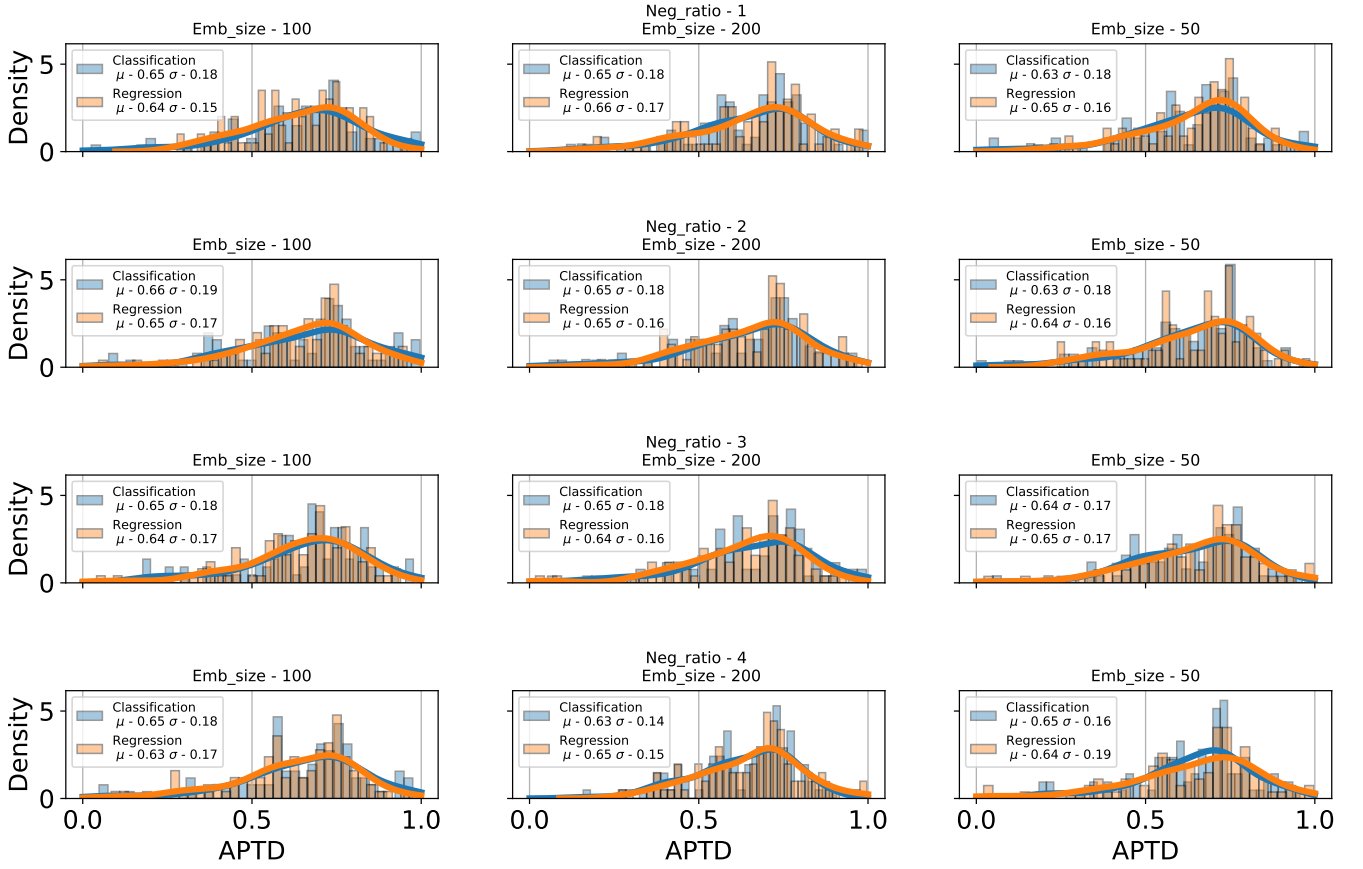 Neg_ratio - 1
Emb_size - 100
Emb_size - 200
Emb_size - 50
Density
5
0
Classification
μ - 0.65 σ - 0.18
Regression
μ - 0.64 σ - 0.15
Classification
μ - 0.65 σ - 0.18
Regression
μ - 0.66 σ - 0.17
Classification
μ - 0.63 σ - 0.18
Regression
μ - 0.65 σ - 0.16
Neg_ratio - 2
Emb_size - 100
Emb_size - 200
Emb_size - 50
Density
5
0
Classification
μ - 0.66 σ - 0.19
Regression
μ - 0.65 σ - 0.17
Classification
μ - 0.65 σ - 0.18
Regression
μ - 0.65 σ - 0.16
Classification
μ - 0.63 σ - 0.18
Regression
μ - 0.64 σ - 0.16
Neg_ratio - 3
Emb_size - 100
Emb_size - 200
Emb_size - 50
Density
5
0
Classification
μ - 0.65 σ - 0.18
Regression
μ - 0.64 σ - 0.17
Classification
μ - 0.65 σ - 0.18
Regression
μ - 0.64 σ - 0.16
Classification
μ - 0.64 σ - 0.17
Regression
μ - 0.65 σ - 0.17
Neg_ratio - 4
Emb_size - 100
Emb_size - 200
Emb_size - 50
Density
5
0
Classification
μ - 0.65 σ - 0.18
Regression
μ - 0.63 σ - 0.17
Classification
μ - 0.63 σ - 0.14
Regression
μ - 0.65 σ - 0.15
Classification
μ - 0.65 σ - 0.16
Regression
μ - 0.64 σ - 0.19
0.0 0.5 1.0
0.0 0.5 1.0
0.0 0.5 1.0
APTD
APTD
APTD